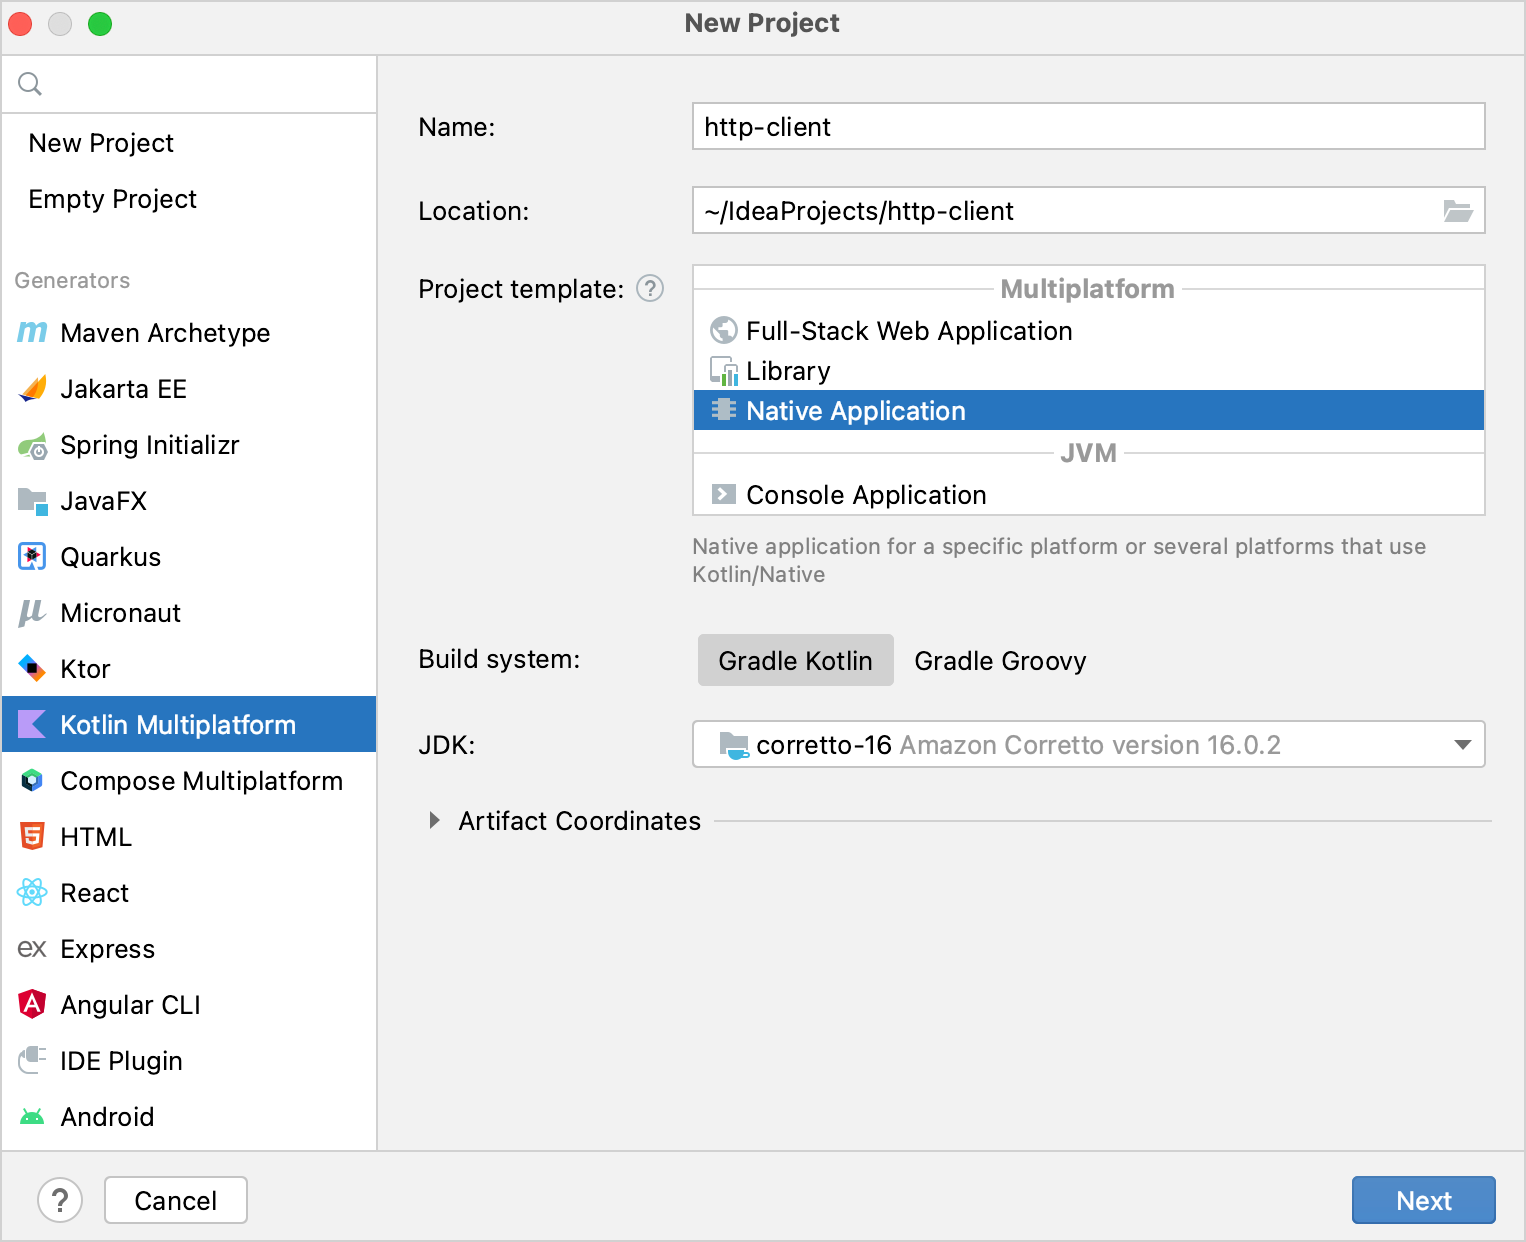 New Project
New Project
Empty Project
Generators
Maven Archetype
Jakarta EE
Spring Initializr
JavaFX
Quarkus
Micronaut
Ktor
Kotlin Multiplatform
Compose Multiplatform
HTML
React
ex Express
Angular CLI
IDE Plugin
Android
Name: http-client
Location: ~/IdeaProjects/http-client
Project template: ?
Multiplatform
Full-Stack Web Application
Library
Native Application
JVM
Console Application
Native application for a specific platform or several platforms that use
Kotlin/Native
Build system: Gradle Kotlin Gradle Groovy
JDK: corretto-16 Amazon Corretto version 16.0.2
Artifact Coordinates
? Cancel Next